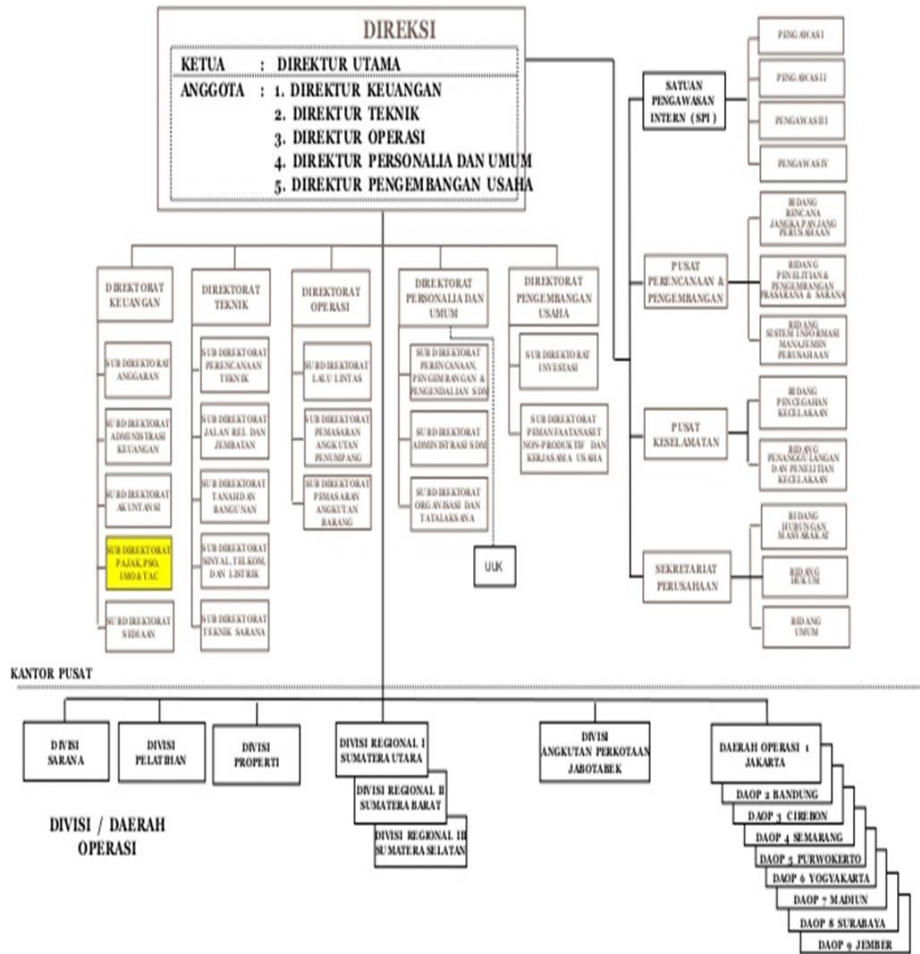 DIREKSI
KETUA : DIREKTUR UTAMA
ANGGOTA : 1. DIREKTUR KEUANGAN
2. DIREKTUR TEKNIK
3. DIREKTUR OPERASI
4. DIREKTUR PERSONALIA DAN UMUM
5. DIREKTUR PENGEMBANGAN USAHA
SATUAN
PENGAWASAN
INTERN (SPI)
PENGAWAS I
PENGAWAS II
PENGAWAS III
PENGAWAS IV
PUSAT
PERENCANAAN &
PENGEMBANGAN
BIDANG
RENCANA
JANGKA PANJANG
PERUSAHAAN
BIDANG
PENELITIAN &
PENGEMBANGAN
PRASARANA & SARANA
BIDANG
SISTEM INFORMASI
MANAJEMEN
PERUSAHAAN
PUSAT
KESELAMATAN
BIDANG
PENCEGAHAN
KECELAKAAN
BIDANG
PENANGGULANGAN
DAN PENELITIAN
KECELAKAAN
SEKRETARIAT
PERUSAHAAN
BIDANG
HUBUNGAN
MASYARAKAT
BIDANG
HUKUM
BIDANG
UMUM
DIREKTORAT
KEUANGAN
SUB DIREKTORAT
ANGGARAN
SUB DIREKTORAT
ADMINISTRASI
KEUANGAN
SUB DIREKTORAT
AKUNTANSI
SUB DIREKTORAT
PAJAK, PSO,
IMO & TAC
SUB DIREKTORAT
SEDIAAN
DIREKTORAT
TEKNIK
SUB DIREKTORAT
PERENCANAAN
TEKNIK
SUB DIREKTORAT
JALAN REL DAN
JEMBATAN
SUB DIREKTORAT
TANAH DAN
BANGUNAN
SUB DIREKTORAT
SINYAL, TELKOM,
DAN LISTRIK
SUB DIREKTORAT
TEKNIK SARANA
DIREKTORAT
OPERASI
SUB DIREKTORAT
LALU LINTAS
SUB DIREKTORAT
PEMASARAN
ANGKUTAN
PENUMPANG
SUB DIREKTORAT
PEMASARAN
ANGKUTAN
BARANG
DIREKTORAT
PERSONALIA DAN
UMUM
SUB DIREKTORAT
PERENCANAAN,
PENGEMBANGAN &
PENGENDALIAN SDM
SUB DIREKTORAT
ADMINISTRASI SDM
SUB DIREKTORAT
ORGANISASI DAN
TATALAKSANA
UUK
DIREKTORAT
PENGEMBANGAN
USAHA
SUB DIREKTORAT
INVESTASI
SUB DIREKTORAT
PEMANFAATAN ASET
NON-PRODUKTIF DAN
KERJASAMA USAHA
KANTOR PUSAT
DIVISI
SARANA
DIVISI
PELATIHAN
DIVISI
PROPERTI
DIVISI REGIONAL I
SUMATERA UTARA
DIVISI REGIONAL II
SUMATERA BARAT
DIVISI REGIONAL III
SUMATERA SELATAN
DIVISI
ANGKUTAN PERKOTAAN
JABOTABEK
DAERAH OPERASI 1
JAKARTA
DAOP 2 BANDUNG
DAOP 3 CIREBON
DAOP 4 SEMARANG
DAOP 5 PURWOKERTO
DAOP 6 YOGYAKARTA
DAOP 7 MADIUN
DAOP 8 SURABAYA
DAOP 9 JEMBER
DIVISI / DAERAH
OPERASI